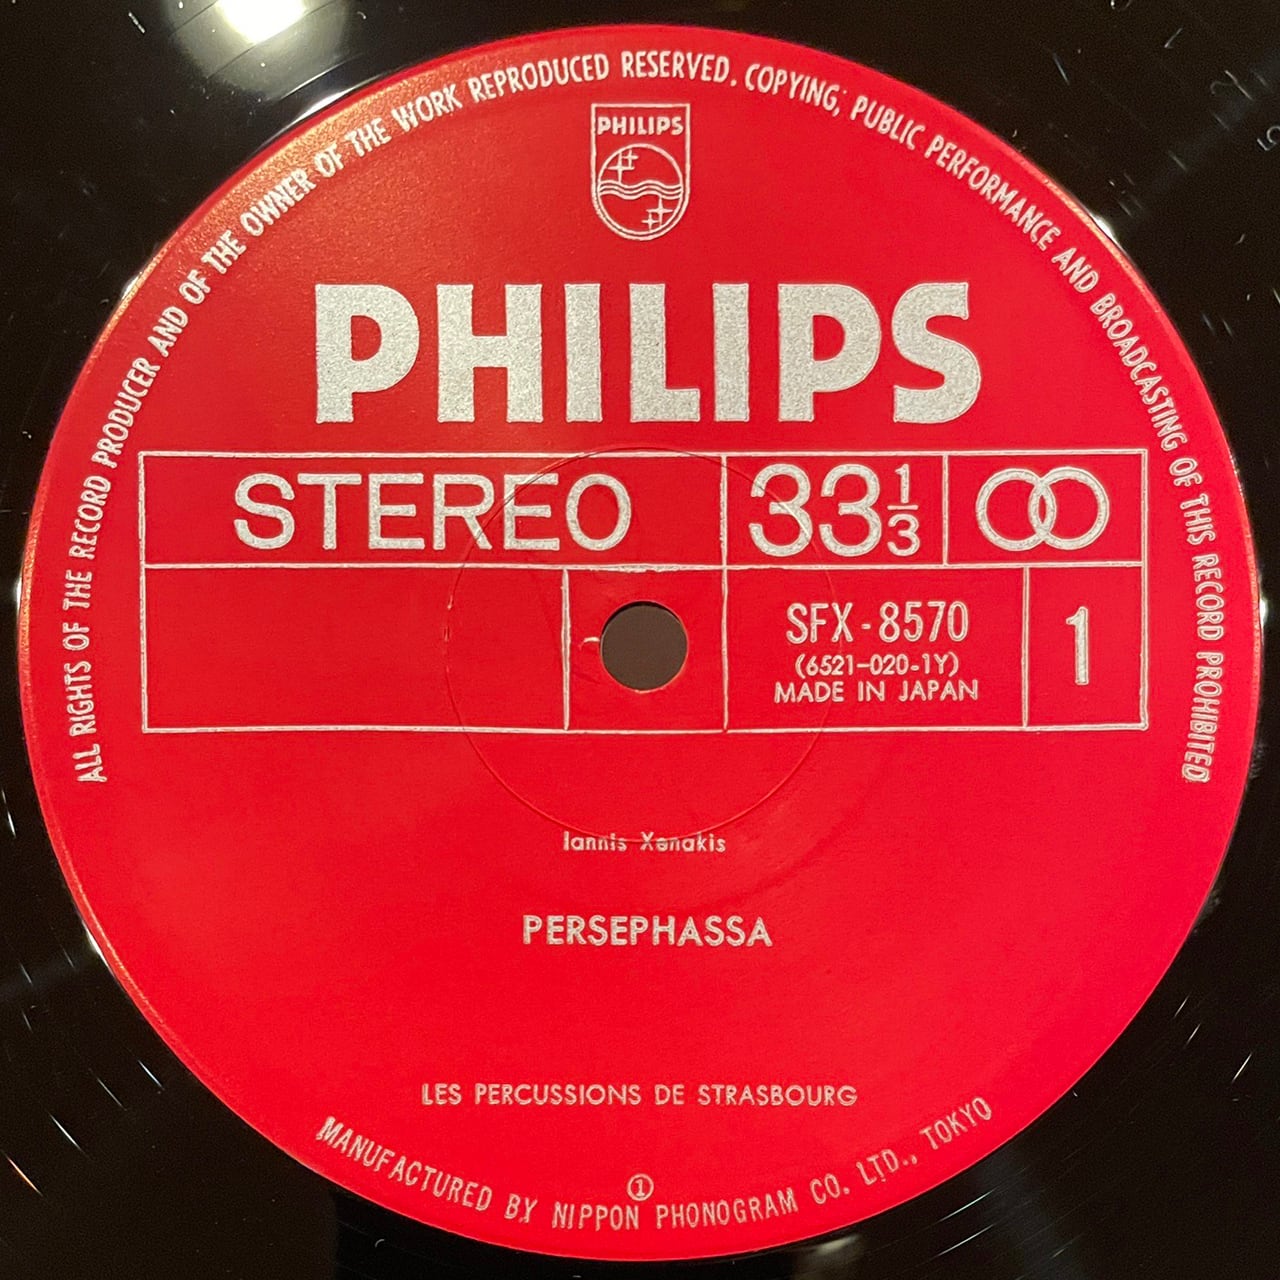 ALL RIGHTS OF THE RECORD PRODUCER AND OF THE OWNER OF THE WORK REPRODUCED RESERVED. COPYING, PUBLIC PERFORMANCE AND BROADCASTING OF THIS RECORD PROHIBITED
PHILIPS
PHILIPS
STEREO
33 1/3
SFX-8570
(6521-020-1Y)
MADE IN JAPAN
1
Iannis Xenakis
PERSEPHASSA
LES PERCUSSIONS DE STRASBOURG
①
MANUFACTURED BY NIPPON PHONOGRAM CO. LTD., TOKYO